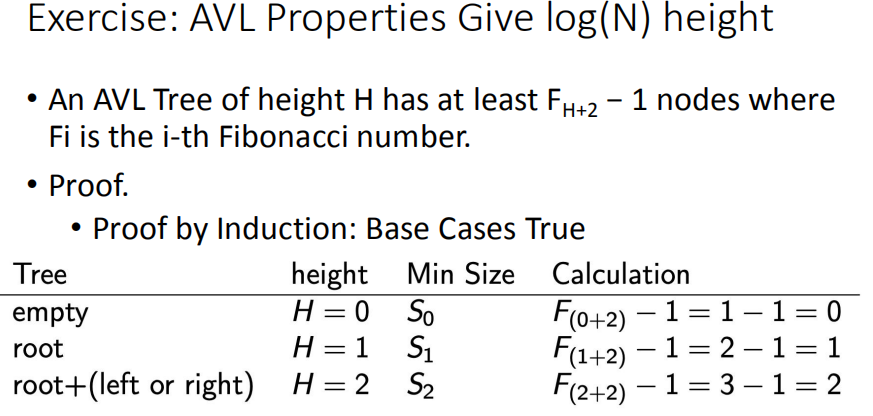 Exercise: AVL Properties Give log(N) height
• An AVL Tree of height H has at least F_{H+2} − 1 nodes where
Fi is the i-th Fibonacci number.
• Proof.
• Proof by Induction: Base Cases True
Tree height Min Size Calculation
empty H = 0 S_0 F_{(0+2)} − 1 = 1 − 1 = 0
root H = 1 S_1 F_{(1+2)} − 1 = 2 − 1 = 1
root+(left or right) H = 2 S_2 F_{(2+2)} − 1 = 3 − 1 = 2